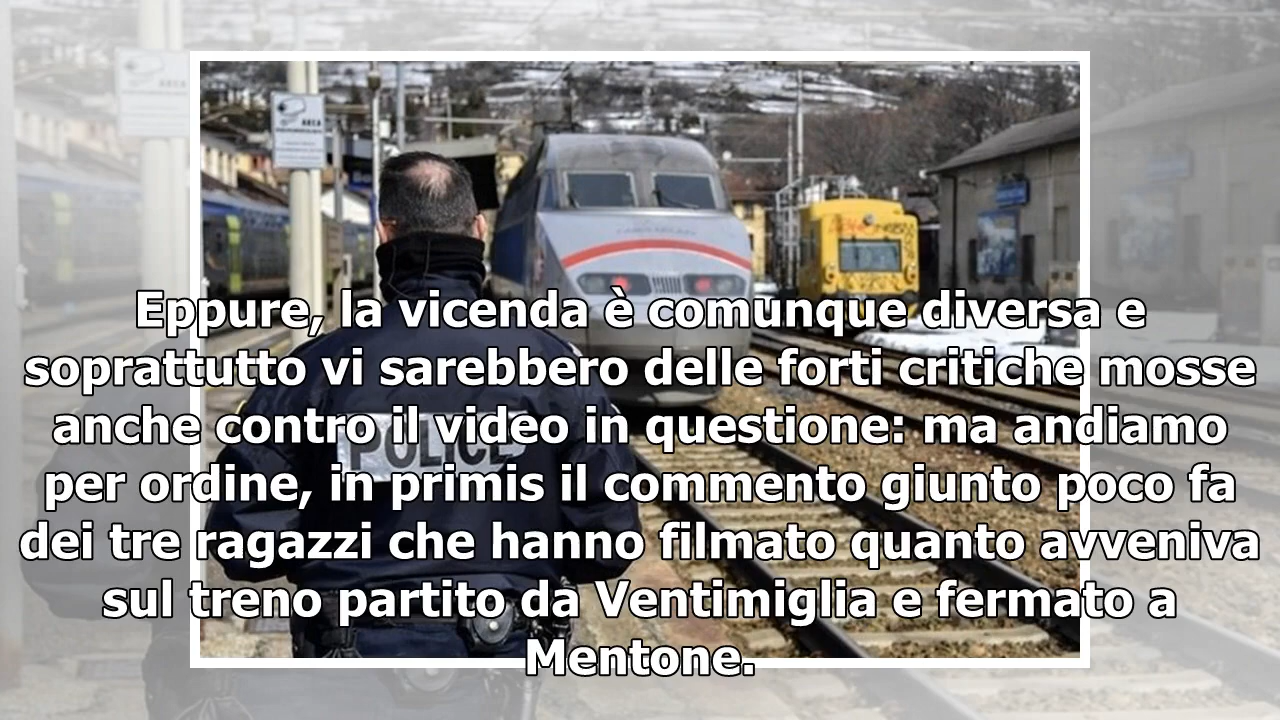 AREA
Eppure, la vicenda è comunque diversa e
soprattutto vi sarebbero delle forti critiche mosse
anche contro il video in questione: ma andiamo
POLICE
per ordine, in primis il commento giunto poco fa
dei tre ragazzi che hanno filmato quanto avveniva
sul treno partito da Ventimiglia e fermato a
Mentone.